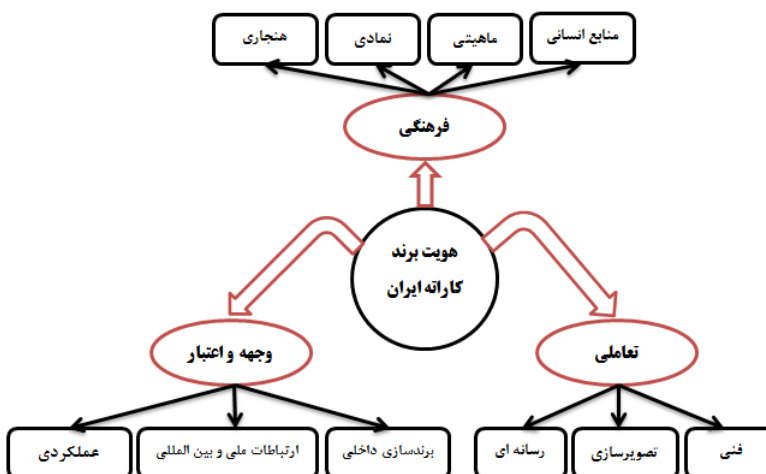 منابع انسانی
ماهیتی
نمادی
هنجاری
فرهنگی
هویت برند
کاراته ایران
تعاملی
وجهه و اعتبار
فنی
تصویرسازی
رسانه ای
برندسازی داخلی
ارتباطات ملی و بین المللی
عملکردی